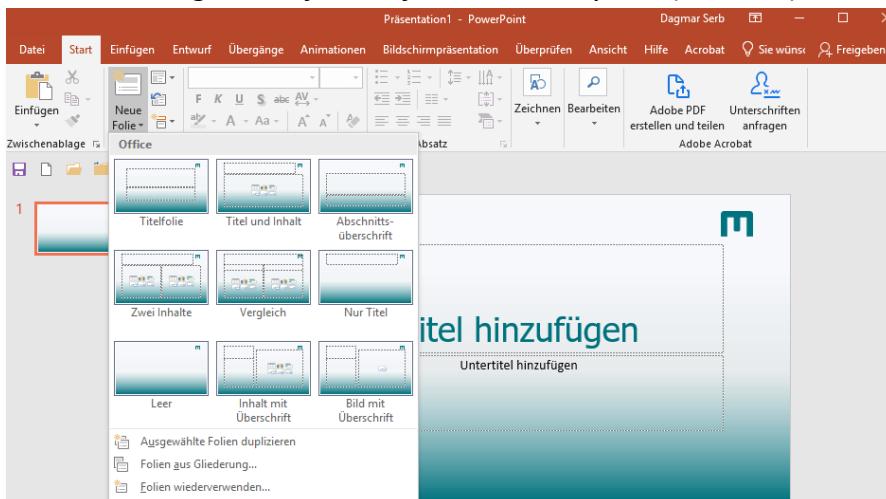 Präsentation1 - PowerPoint
Dagmar Serb
Datei Start Einfügen Entwurf Übergänge Animationen Bildschirmpräsentation Überprüfen Ansicht Hilfe Acrobat Sie wünsc Freigeben
Einfügen
Neue
Folie
F K U S abc AV
A Aa A A
Zeichnen
Bearbeiten
Adobe PDF
erstellen und teilen
Unterschriften
anfragen
Zwischenablage
Absatz
Adobe Acrobat
Office
Titelfolie
Titel und Inhalt
Abschnitts-
überschrift
Zwei Inhalte
Vergleich
Nur Titel
Leer
Inhalt mit
Überschrift
Bild mit
Überschrift
Ausgewählte Folien duplizieren
Folien aus Gliederung...
Folien wiederverwenden...
1
itel hinzufügen
Untertitel hinzufügen